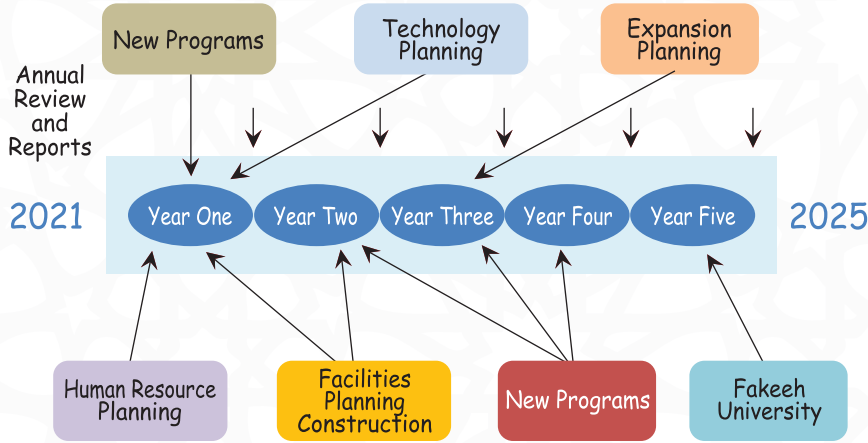 New Programs
Technology
Planning
Expansion
Planning
Annual
Review
and
Reports
2021
Year One
Year Two
Year Three
Year Four
Year Five
2025
Human Resource
Planning
Facilities
Planning
Construction
New Programs
Fakeeh
University